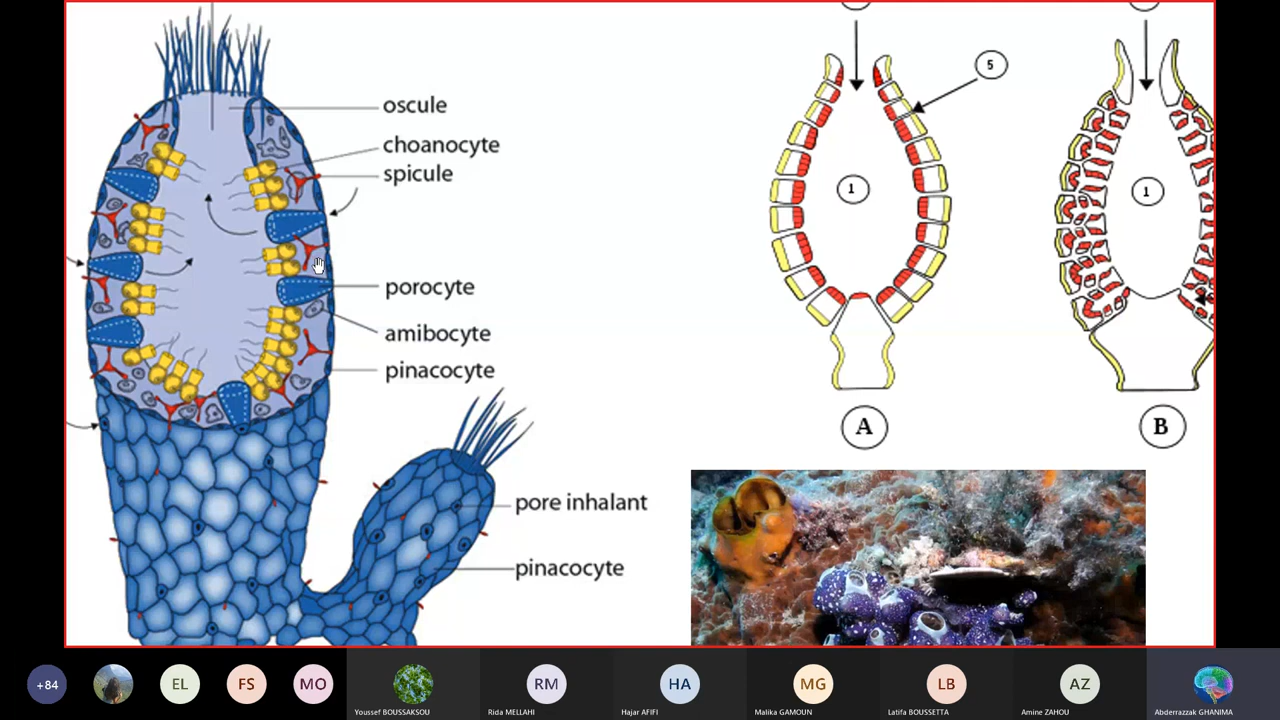 oscule
choanocyte
spicule
porocyte
amibocyte
pinacocyte
pore inhalant
pinacocyte
5
1
1
A
B
+84
EL
FS
MO
Youssef BOUSSAKSOU
RM
Rida MELLAHI
HA
Hajar AFIFI
MG
Malika GAMOUN
LB
Latifa BOUSSETTA
AZ
Amine ZAHOU
Abderrazzak GHANIMA